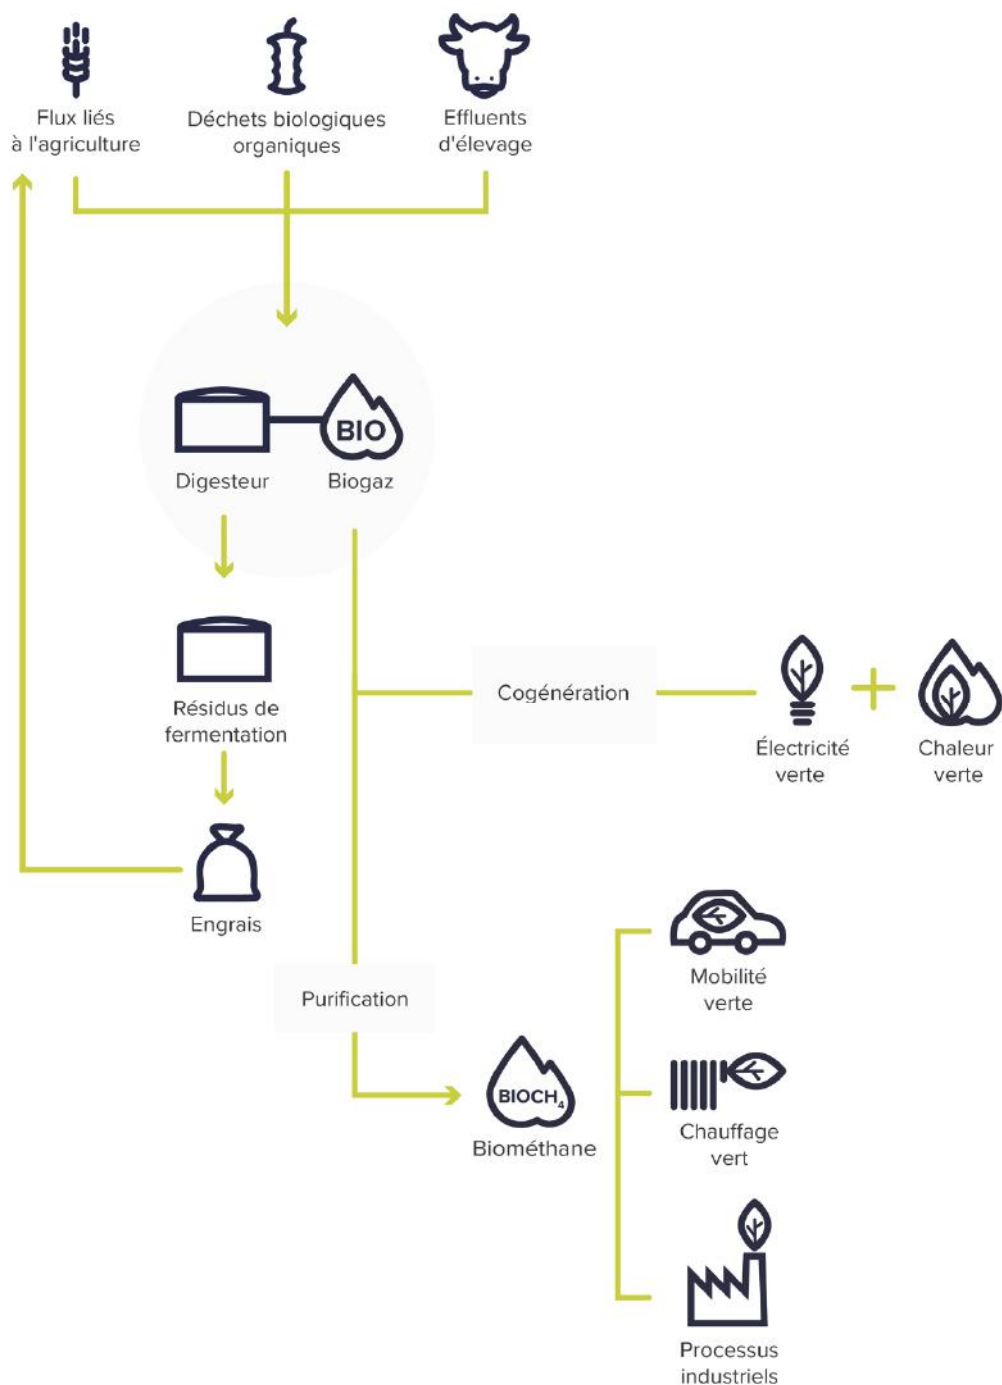 Flux liés
à l'agriculture
Déchets biologiques
organiques
Effluents
d'élevage
BIO
Digesteur
Biogaz
Résidus de
fermentation
Cogénération
Électricité
verte
Chaleur
verte
Engrais
Mobilité
verte
Purification
BIOCH₄
Biométhane
Chauffage
vert
Processus
industriels